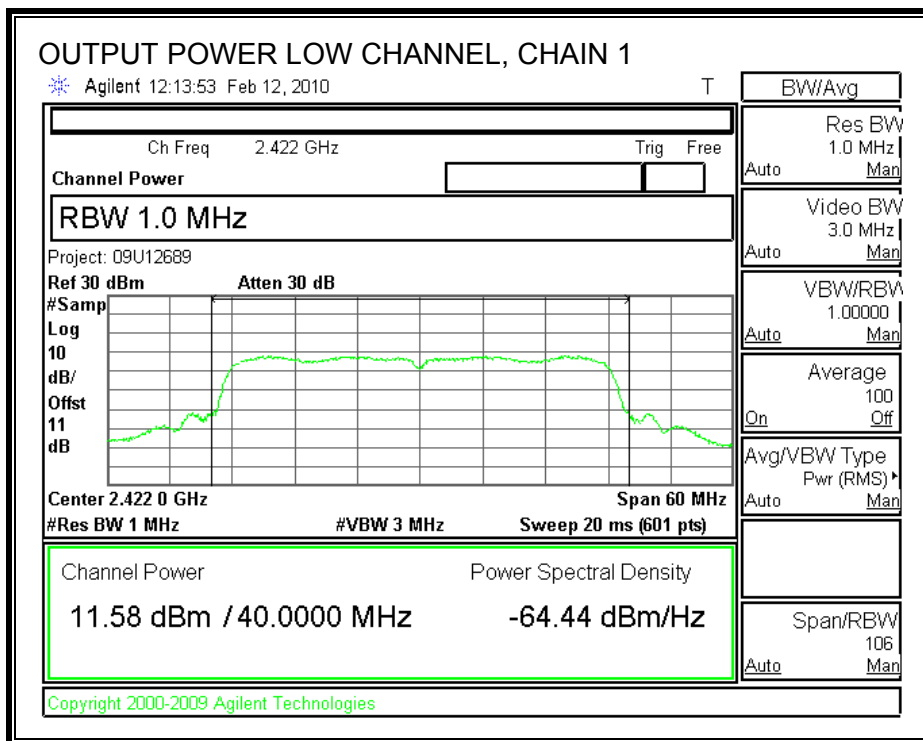 OUTPUT POWER LOW CHANNEL, CHAIN 1
Agilent 12:13:53 Feb 12, 2010 T
Ch Freq 2.422 GHz Trig Free
Channel Power
RBW 1.0 MHz
Project: 09U12689
Ref 30 dBm Atten 30 dB
#Samp
Log
10
dB/
Offst
11
dB
Center 2.422 0 GHz Span 60 MHz
#Res BW 1 MHz #VBW 3 MHz Sweep 20 ms (601 pts)
Channel Power Power Spectral Density
11.58 dBm / 40.0000 MHz -64.44 dBm/Hz
Copyright 2000-2009 Agilent Technologies
BW/Avg
Res BW
1.0 MHz
Auto Man
Video BW
3.0 MHz
Auto Man
VBW/RBW
1.00000
Auto Man
Average
100
On Off
Avg/VBW Type
Pwr (RMS)
Auto Man
Span/RBW
106
Auto Man